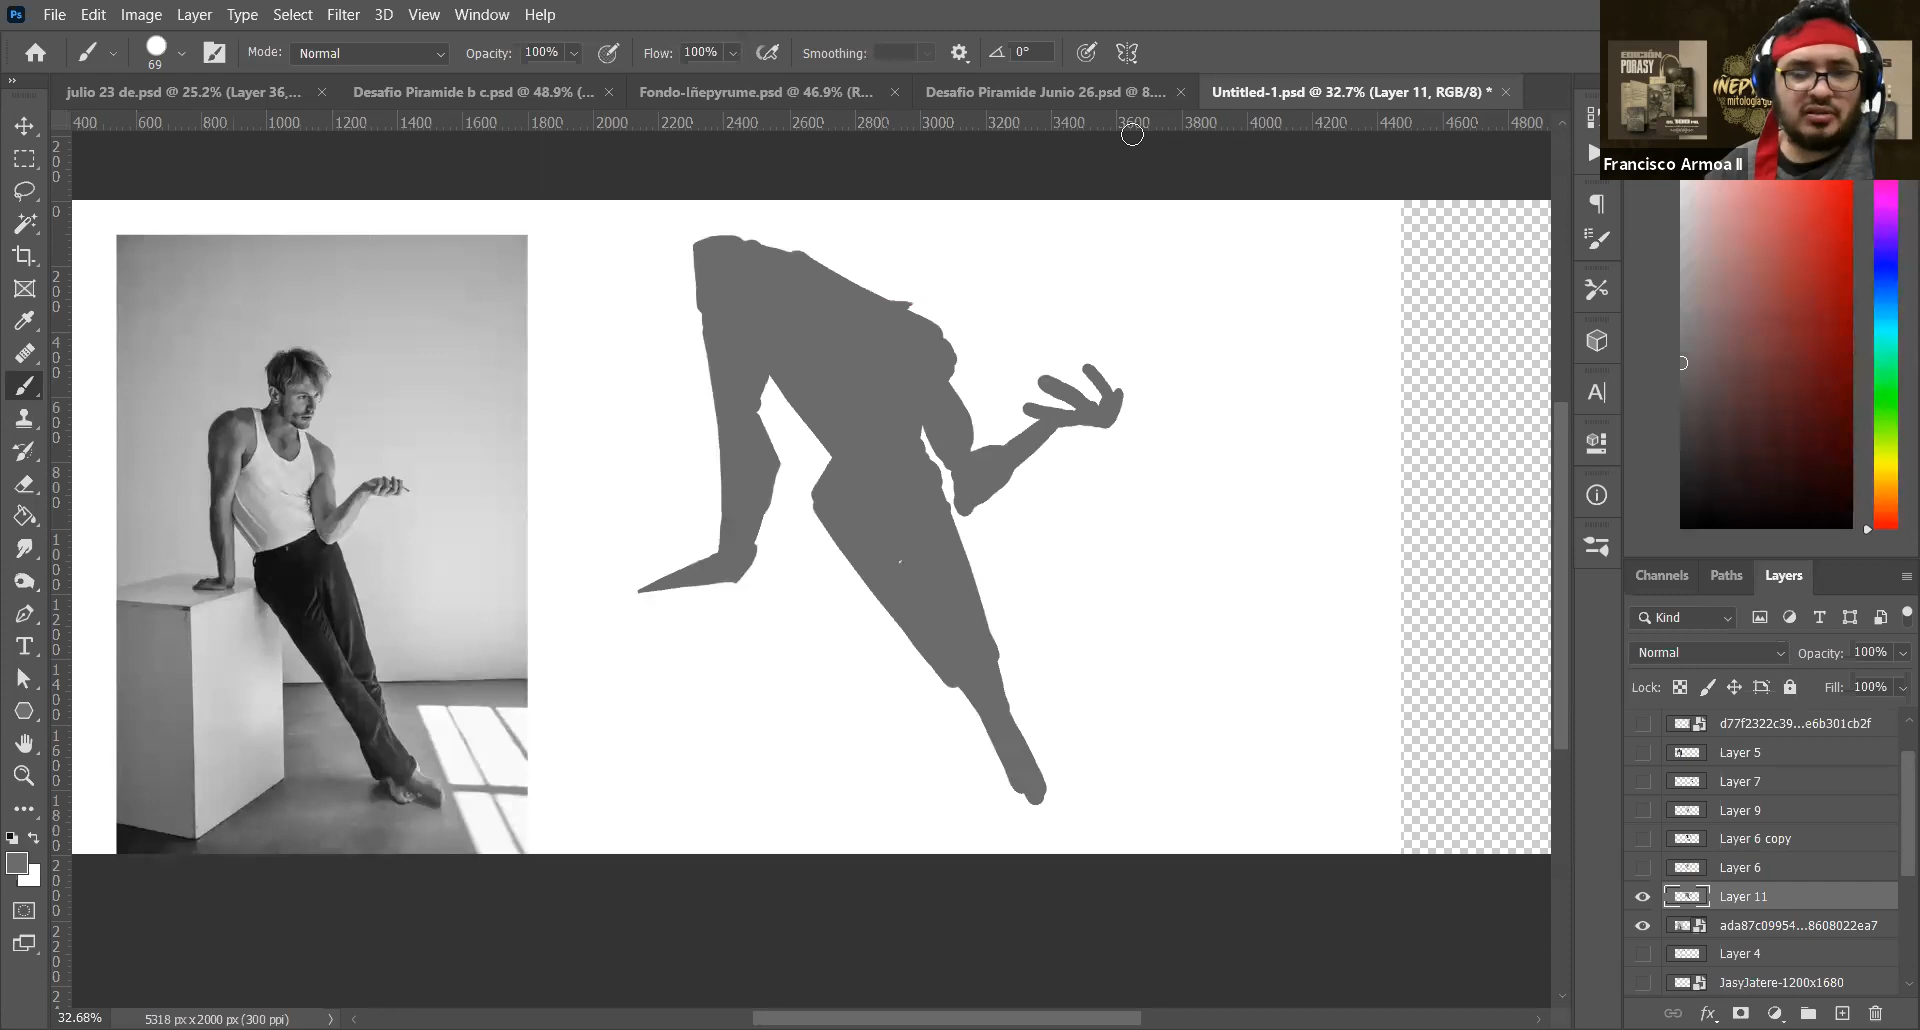 Ps File Edit Image Layer Type Select Filter 3D View Window Help
69 Mode: Normal Opacity: 100% Flow: 100% Smoothing: 0°
julio 23 de.psd @ 25.2% (Layer 36,... Desafio Piramide b c.psd @ 48.9% (... Fondo-Iñepyrume.psd @ 46.9% (R... Desafio Piramide Junio 26.psd @ 8.... Untitled-1.psd @ 32.7% (Layer 11, RGB/8) *
400 600 800 1000 1200 1400 1600 1800 2000 2200 2400 2600 2800 3000 3200 3400 3600 3800 4000 4200 4400 4600 4800
EDICIÓN
PORASY
Francisco Armoa II
Channels Paths Layers
Kind
Normal Opacity: 100%
Lock: Fill: 100%
d77f2322c39...e6b301cb2f
Layer 5
Layer 7
Layer 9
Layer 6 copy
Layer 6
Layer 11
ada87c09954...8608022ea7
Layer 4
JasyJatere-1200x1680
32.68% 5318 px x 2000 px (300 ppi)